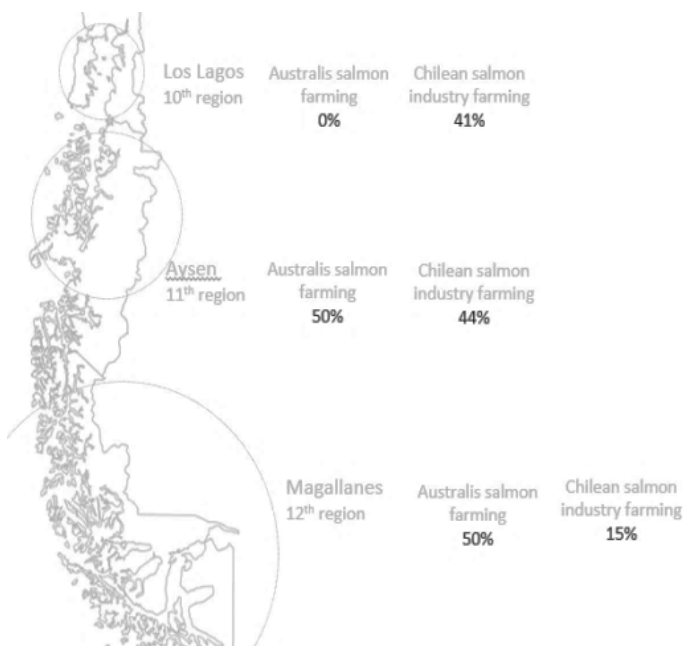 Los Lagos
10th region
Australis salmon
farming
0%
Chilean salmon
industry farming
41%
Aysen
11th region
Australis salmon
farming
50%
Chilean salmon
industry farming
44%
Magallanes
12th region
Australis salmon
farming
50%
Chilean salmon
industry farming
15%